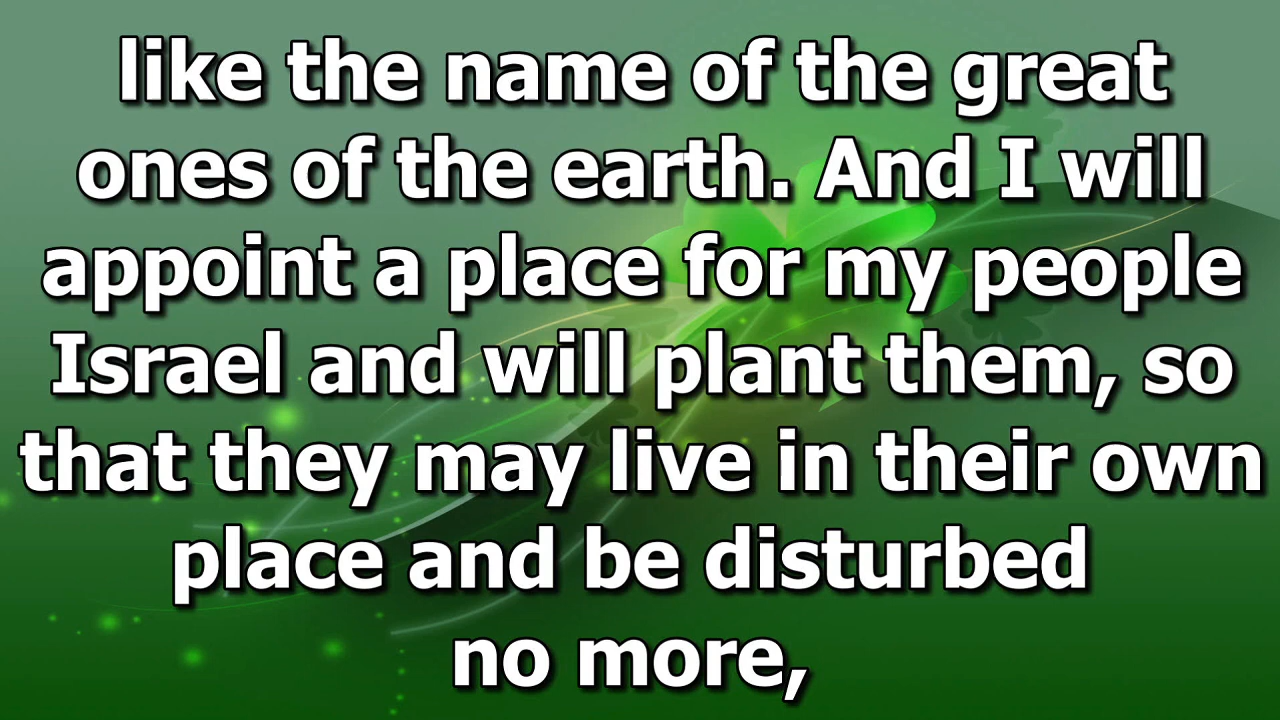 like the name of the great
ones of the earth. And I will
appoint a place for my people
Israel and will plant them, so
that they may live in their own
place and be disturbed
no more,